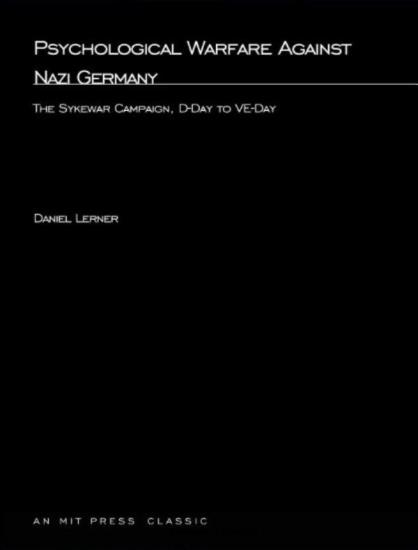 Psychological Warfare Against
Nazi Germany
The Sykewar Campaign, D-Day to VE-Day
Daniel Lerner
AN MIT PRESS CLASSIC